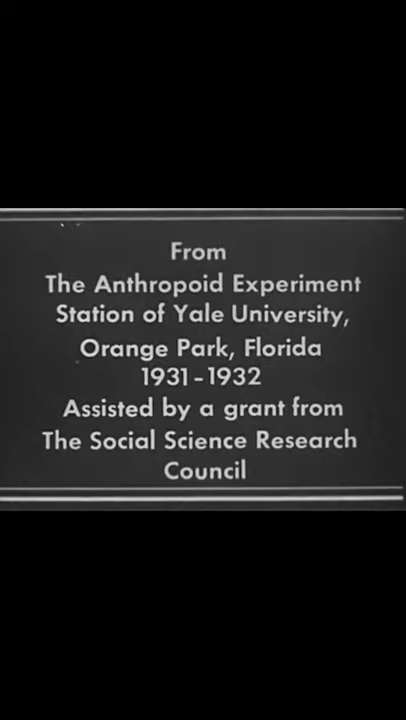 From
The Anthropoid Experiment
Station of Yale University,
Orange Park, Florida
1931-1932
Assisted by a grant from
The Social Science Research
Council